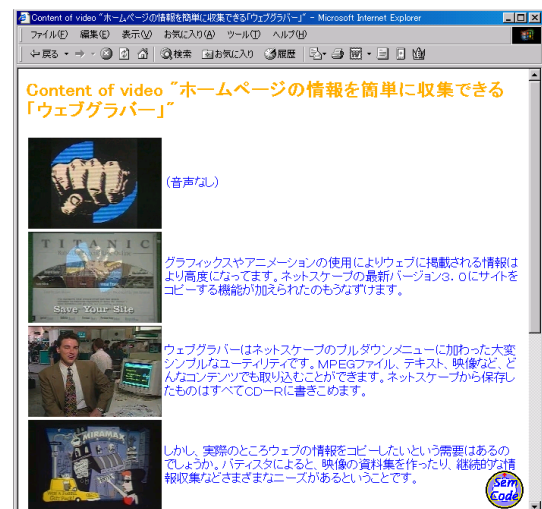 Content of video "ホームページの情報を簡単に収集できる「ウェブグラバー」" - Microsoft Internet Explorer
ファイル(F) 編集(E) 表示(V) お気に入り(A) ツール(T) ヘルプ(H)
戻る 検索 お気に入り 履歴
Content of video "ホームページの情報を簡単に収集できる
「ウェブグラバー」"
(音声なし)
TITANIC
Save Your Site
グラフィックスやアニメーションの使用によりウェブに掲載される情報は
より高度になってます。ネットスケープの最新バージョン3.0にサイトを
コピーする機能が加えられたのもうなずけます。
ウェブグラバーはネットスケープのプルダウンメニューに加わった大変
シンプルなユーティリティです。MPEGファイル、テキスト、映像など、ど
んなコンテンツでも取り込むことができます。ネットスケープから保存し
たものはすべてCD-Rに書きこめます。
MIRAMAX
しかし、実際のところウェブの情報をコピーしたいという需要はあるの
でしょうか。バティスタによると、映像の資料集を作ったり、継続的な情
報収集などさまざまなニーズがあるということです。
Sem
Code